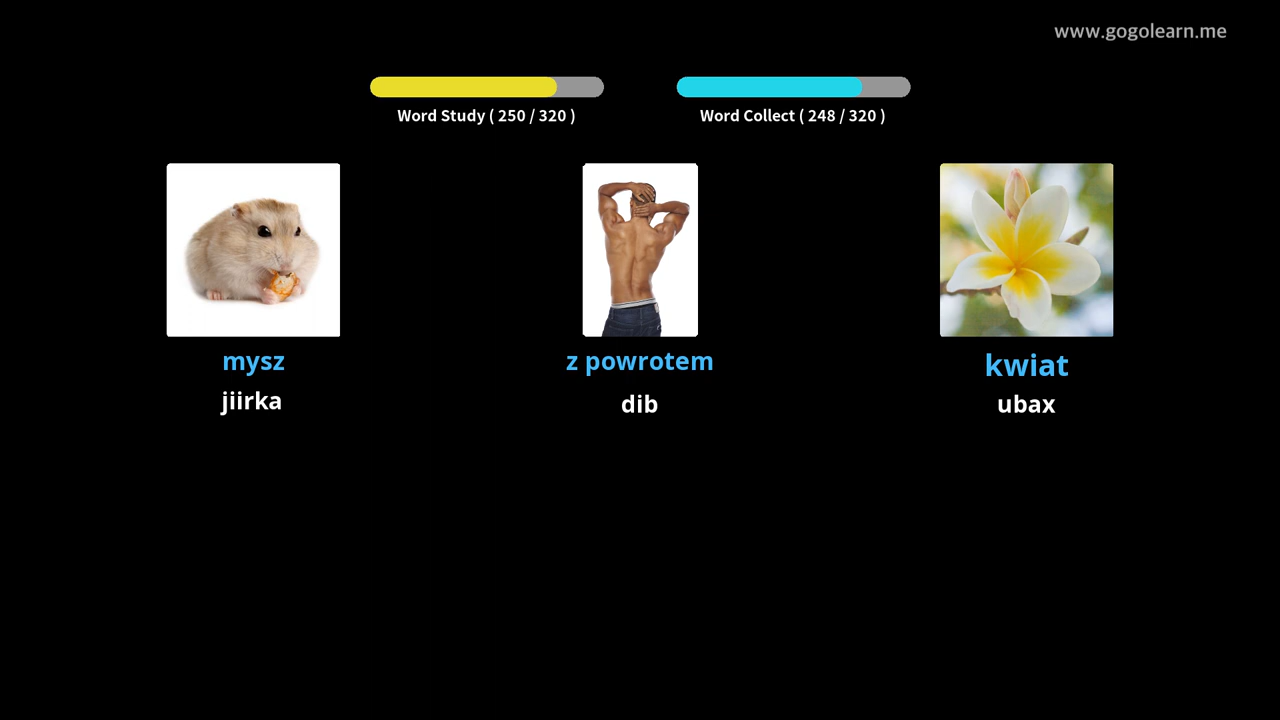 www.gogolearn.me
Word Study ( 250 / 320 )
Word Collect ( 248 / 320 )
mysz
jiirka
z powrotem
dib
kwiat
ubax